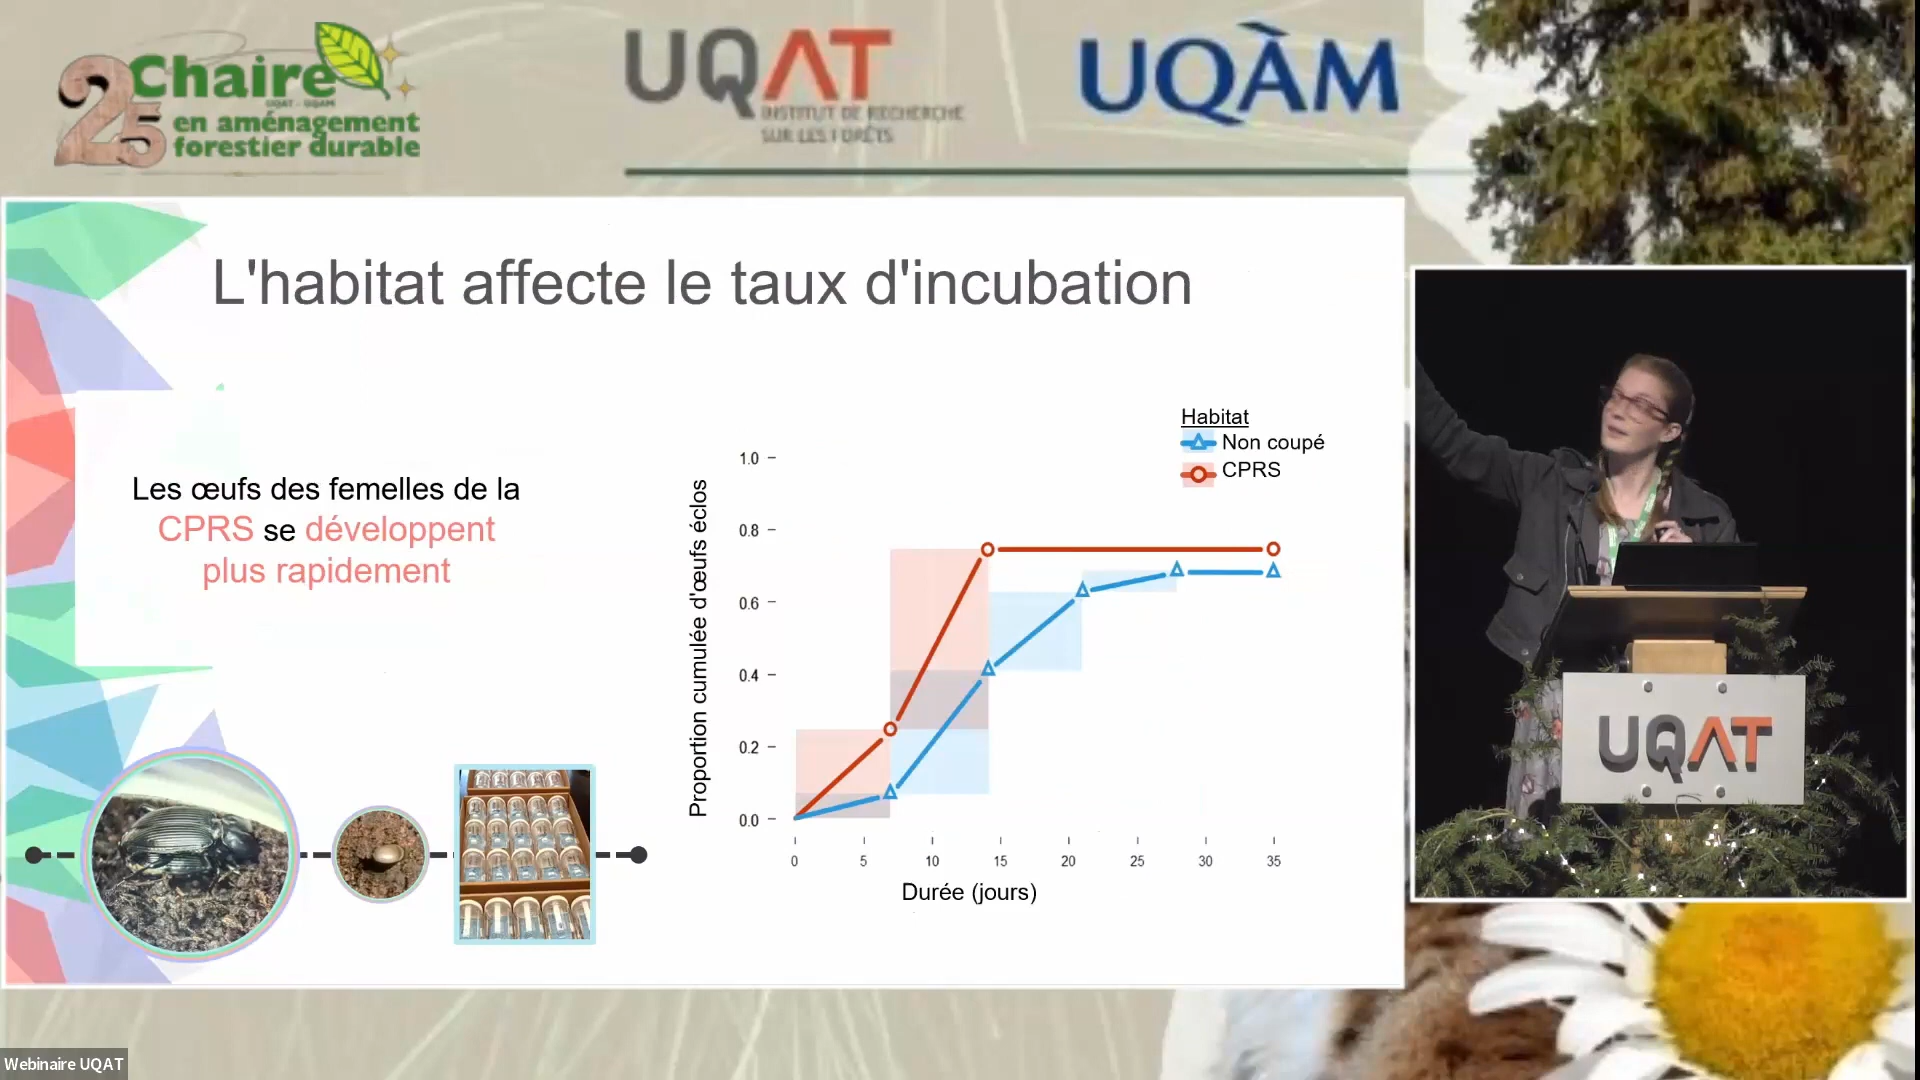 25 Chaire
UQAT - UQAM
en aménagement
forestier durable
UQAT
INSTITUT DE RECHERCHE
SUR LES FORÊTS
UQÀM
L'habitat affecte le taux d'incubation
Les œufs des femelles de la
CPRS se développent
plus rapidement
Habitat
Non coupé
CPRS
Proportion cumulée d'œufs éclos
1.0
0.8
0.6
0.4
0.2
0.0
0 5 10 15 20 25 30 35
Durée (jours)
UQAT
Webinaire UQAT